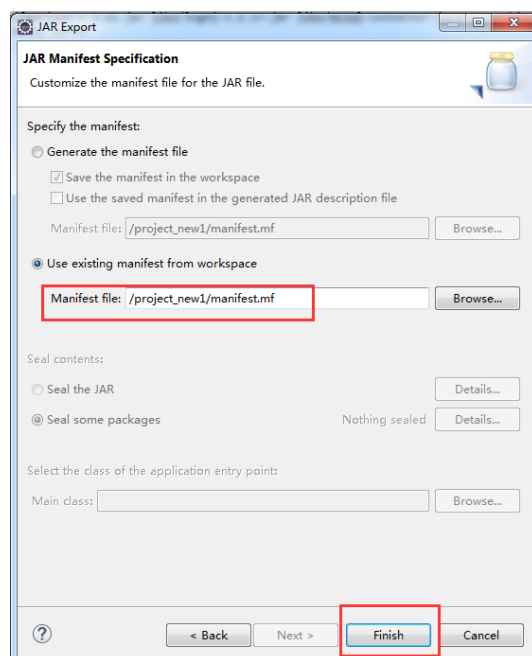 JAR Export
JAR Manifest Specification
Customize the manifest file for the JAR file.
Specify the manifest:
Generate the manifest file
Save the manifest in the workspace
Use the saved manifest in the generated JAR description file
Manifest file: /project_new1/manifest.mf Browse...
Use existing manifest from workspace
Manifest file: /project_new1/manifest.mf Browse...
Seal contents:
Seal the JAR Details...
Seal some packages Nothing sealed Details...
Select the class of the application entry point:
Main class: Browse...
? < Back Next > Finish Cancel